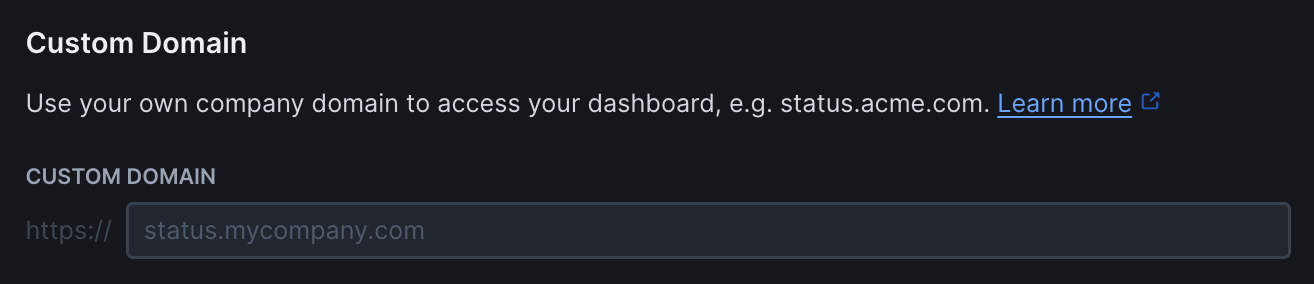 Custom Domain
Use your own company domain to access your dashboard, e.g. status.acme.com. Learn more
CUSTOM DOMAIN
https:// status.mycompany.com